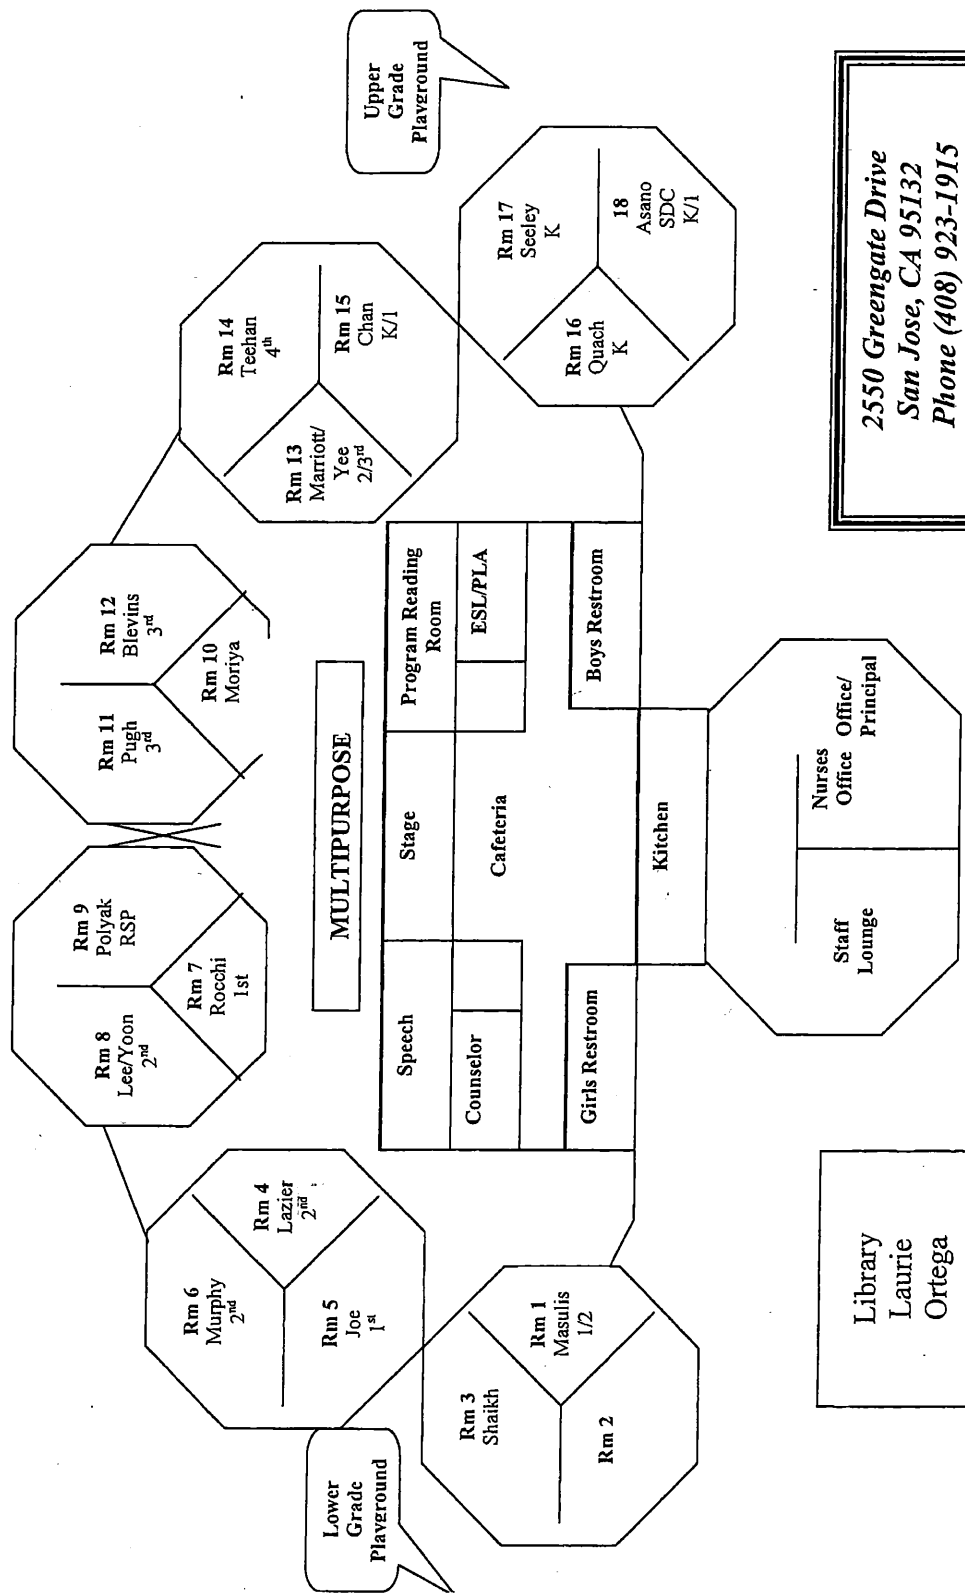 Lower
Grade
Playground
Upper
Grade
Playground
Rm 8
Lee/Yoon
2nd
Rm 9
Polyak
RSP
Rm 7
Rocchi
1st
Rm 11
Pugh
3rd
Rm 12
Blevins
3rd
Rm 10
Moriya
Rm 6
Murphy
2nd
Rm 4
Lazier
2nd
Rm 5
Joe
1st
Rm 14
Teehan
4th
Rm 13
Marriott/
Yee
2/3rd
Rm 15
Chan
K/1
Rm 3
Shaikh
Rm 1
Masulis
1/2
Rm 2
MULTIPURPOSE
Speech
Stage
Program Reading
Room
Counselor
Cafeteria
ESL/PLA
Girls Restroom
Boys Restroom
Kitchen
Rm 17
Seeley
K
Rm 16
Quach
K
18
Asano
SDC
K/1
Staff
Lounge
Nurses
Office
Office/
Principal
Library
Laurie
Ortega
2550 Greengate Drive
San Jose, CA 95132
Phone (408) 923-1915